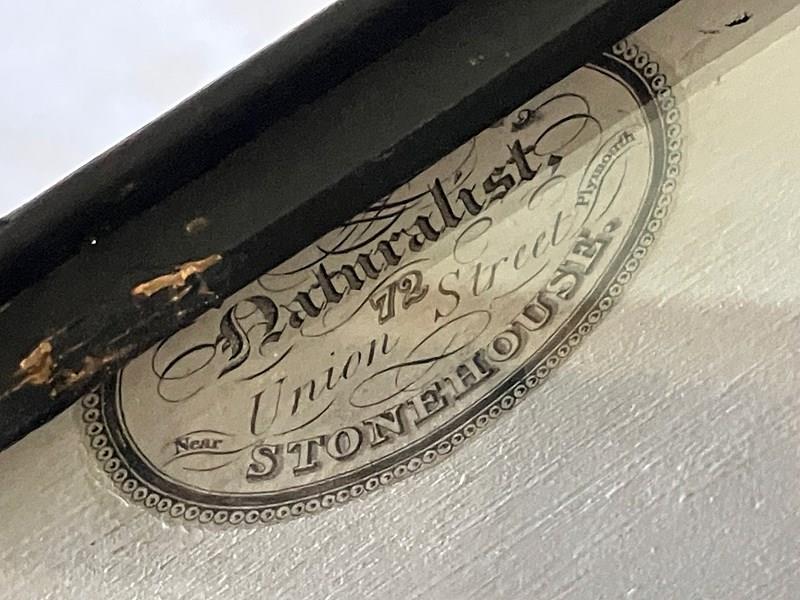 Naturalist,
72
Union Street
Near Plymouth
STONEHOUSE.